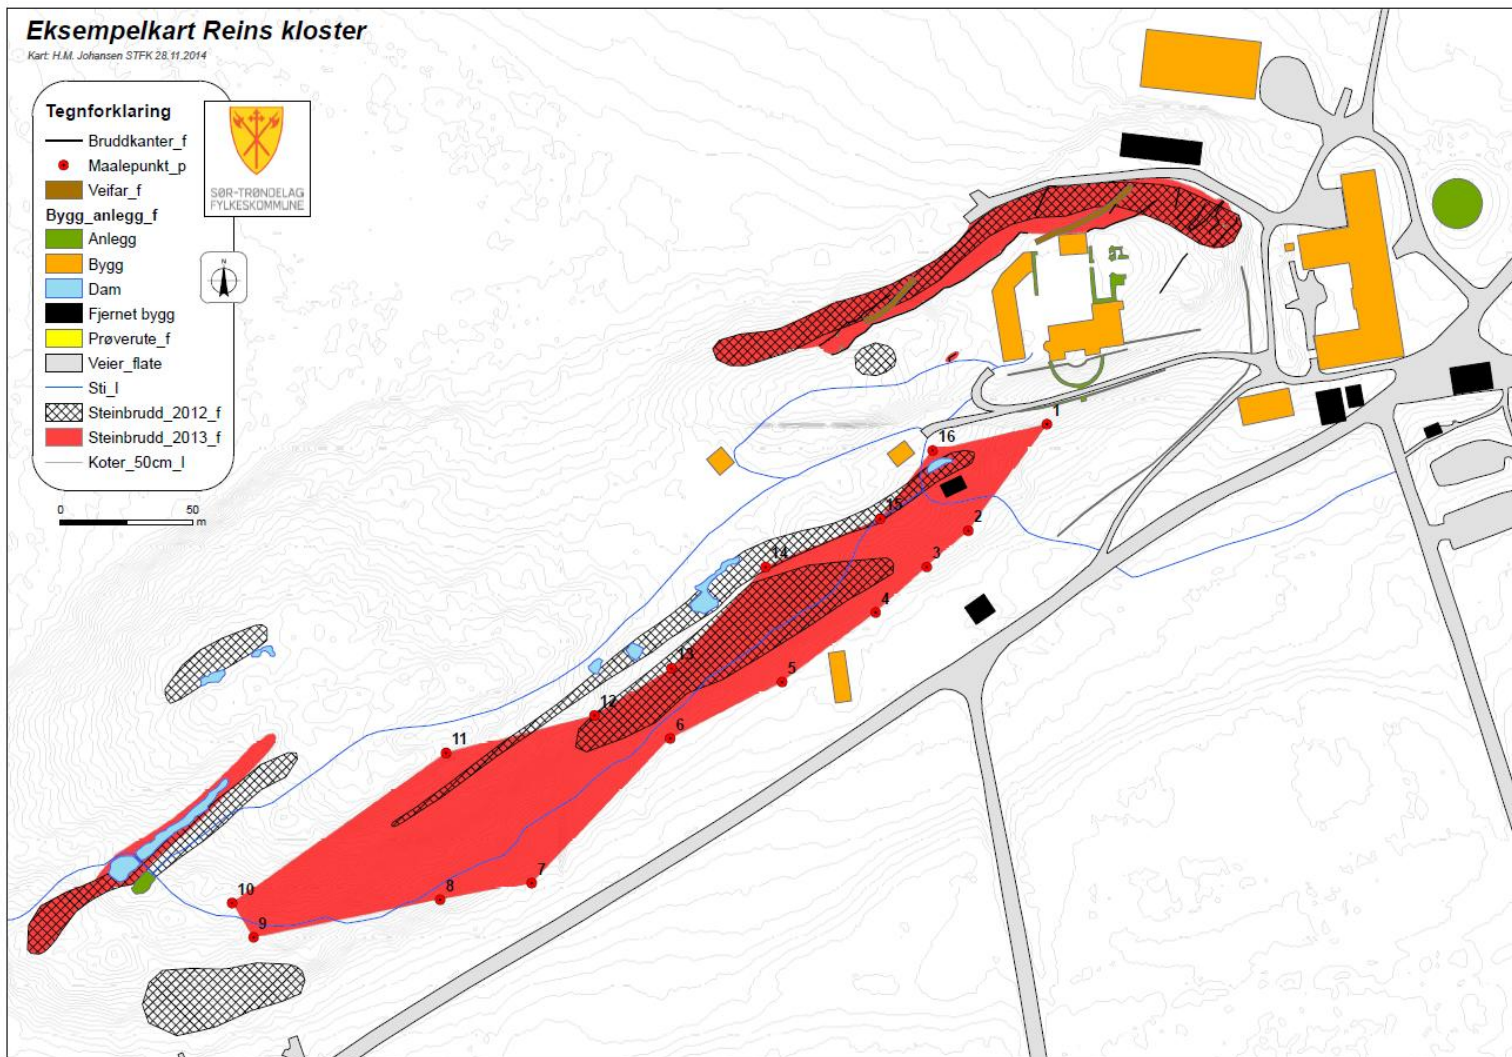 Eksempelkart Reins kloster
Kart: H.M. Johansen STFK 28.11.2014
Tegnforklaring
Bruddkanter_f
Maalepunkt_p
Veifar_f
Bygg_anlegg_f
Anlegg
Bygg
Dam
Fjernet bygg
Prøverute_f
Veier_flate
Sti_l
Steinbrudd_2012_f
Steinbrudd_2013_f
Koter_50cm_l
SØR-TRØNDELAG
FYLKESKOMMUNE
N
0 50
m
1
16
15
2
3
14
4
13
5
12
6
11
7
8
10
9